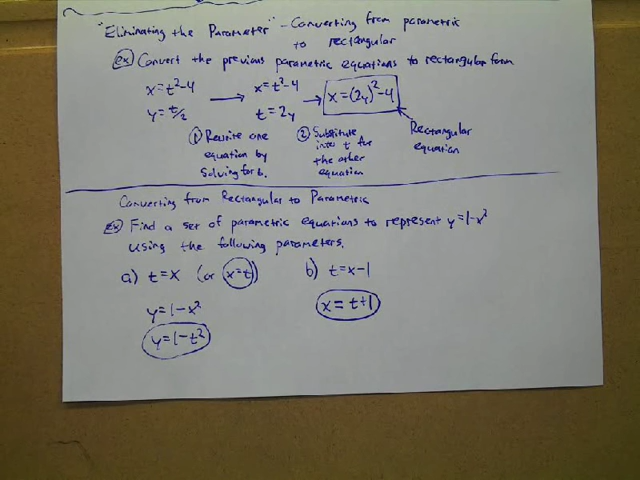 "Eliminating the Parameter" - Converting from parametric
to rectangular
ex Convert the previous parametric equations to rectangular form
x=t²-4
y=t/2
x=t²-4
t=2y
x=(2y)²-4
① Rewrite one
equation by
solving for t.
② Substitute
into t for
the other
equation
Rectangular
equation
Converting from Rectangular to Parametric
ex Find a set of parametric equations to represent y=1-x²
using the following parameters.
a) t=x (or x=t)
y=1-x²
y=1-t²
b) t=x-1
x=t+1